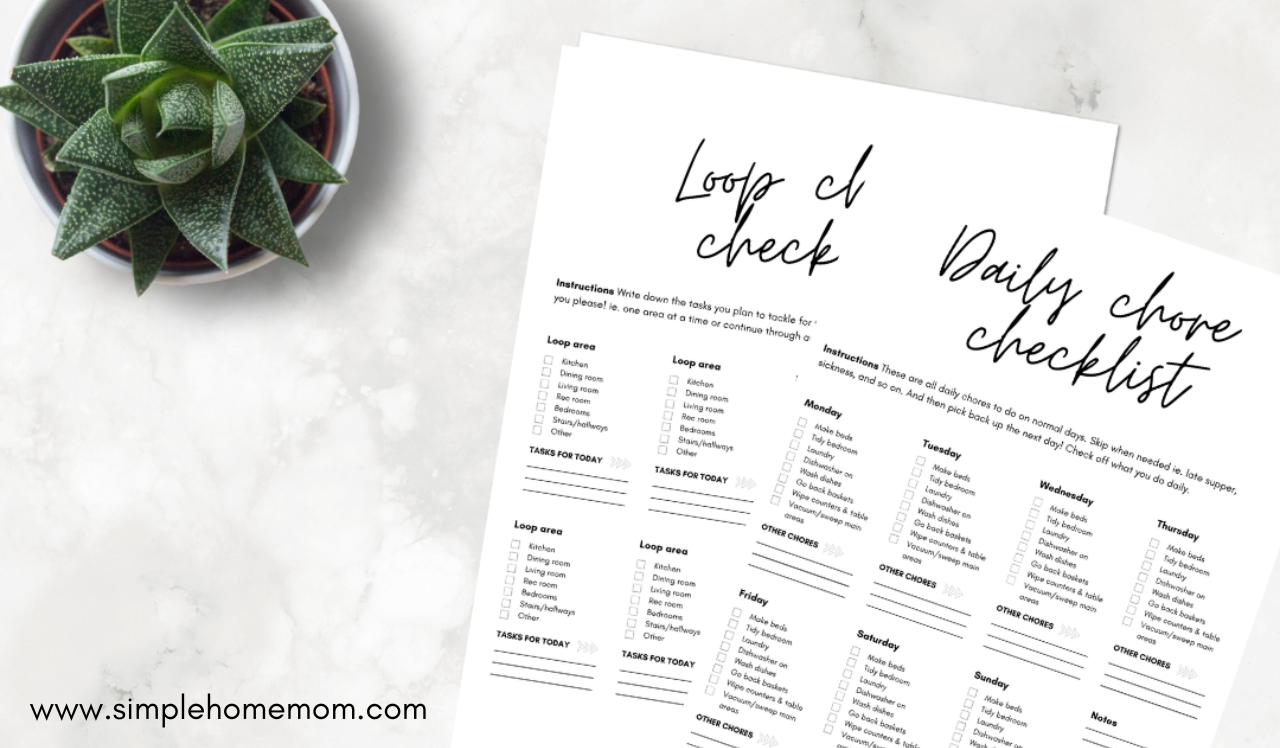 Loop ch
check
Instructions Write down the tasks you plan to tackle for
you please! ie. one area at a time or continue through a
Loop area
Kitchen
Dining room
Living room
Rec room
Bedrooms
Stairs/hallways
Other
TASKS FOR TODAY
Loop area
Kitchen
Dining room
Living room
Rec room
Bedrooms
Stairs/hallways
Other
TASKS FOR TODAY
Loop area
Kitchen
Dining room
Living room
Rec room
Bedrooms
Stairs/hallways
Other
TASKS FOR TODAY
Loop area
Kitchen
Dining room
Living room
Rec room
Bedrooms
Stairs/hallways
Other
TASKS FOR TODAY
Daily chore
checklist
Instructions These are all daily chores to do on normal days. Skip when needed ie. late supper,
sickness, and so on. And then pick back up the next day! Check off what you do daily.
Monday
Make beds
Tidy bedroom
Laundry
Dishwasher on
Wash dishes
Go back baskets
Wipe counters & table
Vacuum/sweep main
areas
OTHER CHORES
Tuesday
Make beds
Tidy bedroom
Laundry
Dishwasher on
Wash dishes
Go back baskets
Wipe counters & table
Vacuum/sweep main
areas
OTHER CHORES
Wednesday
Make beds
Tidy bedroom
Laundry
Dishwasher on
Wash dishes
Go back baskets
Wipe counters & table
Vacuum/sweep main
areas
OTHER CHORES
Thursday
Make beds
Tidy bedroom
Laundry
Dishwasher on
Wash dishes
Go back baskets
Wipe counters & table
Vacuum/sweep main
areas
OTHER CHORES
Friday
Make beds
Tidy bedroom
Laundry
Dishwasher on
Wash dishes
Go back baskets
Wipe counters & table
Vacuum/sweep main
areas
OTHER CHORES
Saturday
Make beds
Tidy bedroom
Laundry
Dishwasher on
Wash dishes
Go back baskets
Wipe counters & table
Vacuum/sweep main
Sunday
Make beds
Tidy bedroom
Laundry
Dishwasher on
Notes
www.simplehomemom.com